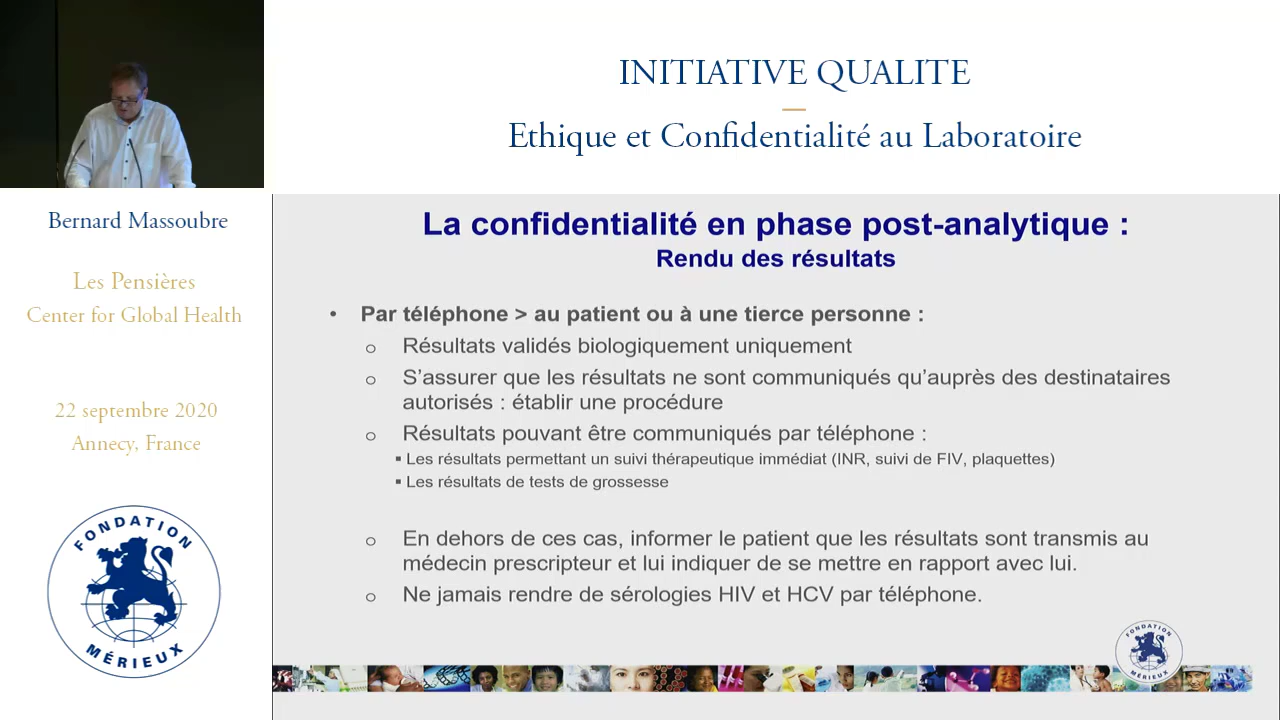 INITIATIVE QUALITE
Ethique et Confidentialité au Laboratoire
Bernard Massoubre
Les Pensières
Center for Global Health
22 septembre 2020
Annecy, France
FONDATION
MÉRIEUX
La confidentialité en phase post-analytique :
Rendu des résultats
• Par téléphone > au patient ou à une tierce personne :
o Résultats validés biologiquement uniquement
o S’assurer que les résultats ne sont communiqués qu’auprès des destinataires
autorisés : établir une procédure
o Résultats pouvant être communiqués par téléphone :
▪ Les résultats permettant un suivi thérapeutique immédiat (INR, suivi de FIV, plaquettes)
▪ Les résultats de tests de grossesse
o En dehors de ces cas, informer le patient que les résultats sont transmis au
médecin prescripteur et lui indiquer de se mettre en rapport avec lui.
o Ne jamais rendre de sérologies HIV et HCV par téléphone.
FONDATION
MÉRIEUX